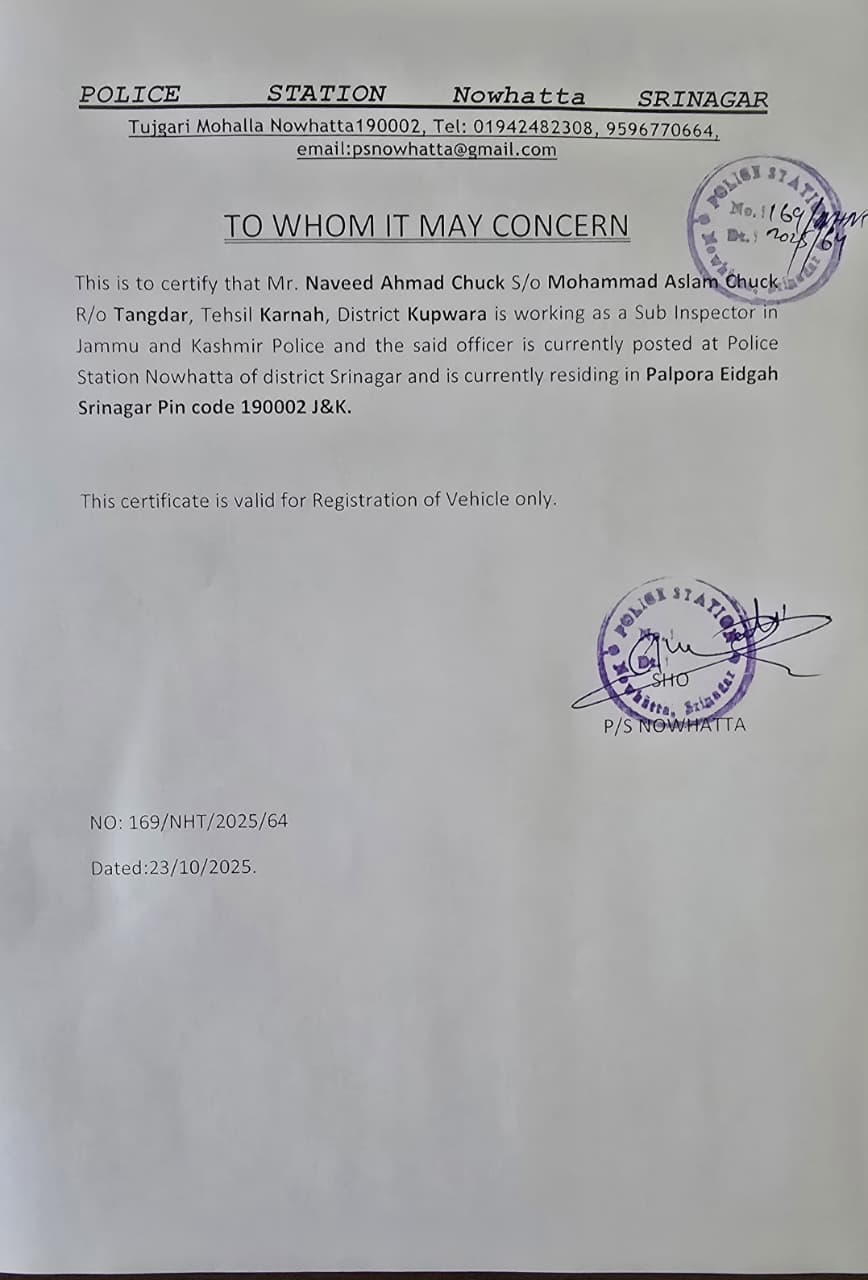 POLICE STATION Nowhatta SRINAGAR
Tujgari Mohalla Nowhatta190002, Tel: 01942482308, 9596770664,
email:psnowhatta@gmail.com
POLICE STATION
No. 169/NHT
Dt. 2025/64
Nowhatta, Srinagar
TO WHOM IT MAY CONCERN
This is to certify that Mr. Naveed Ahmad Chuck S/o Mohammad Aslam Chuck
R/o Tangdar, Tehsil Karnah, District Kupwara is working as a Sub Inspector in
Jammu and Kashmir Police and the said officer is currently posted at Police
Station Nowhatta of district Srinagar and is currently residing in Palpora Eidgah
Srinagar Pin code 190002 J&K.
This certificate is valid for Registration of Vehicle only.
POLICE STATION
No.
Dt.
Nowhatta, Srinagar
SHO
P/S NOWHATTA
NO: 169/NHT/2025/64
Dated:23/10/2025.